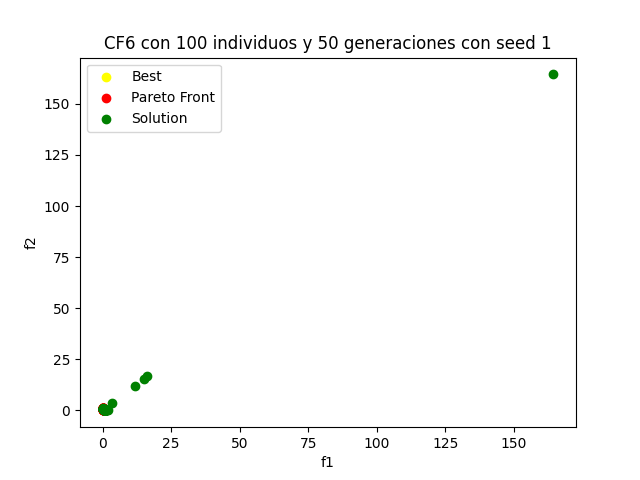 CF6 con 100 individuos y 50 generaciones con seed 1
Best
Pareto Front
Solution
150
125
100
75
50
25
0
f2
0 25 50 75 100 125 150
f1